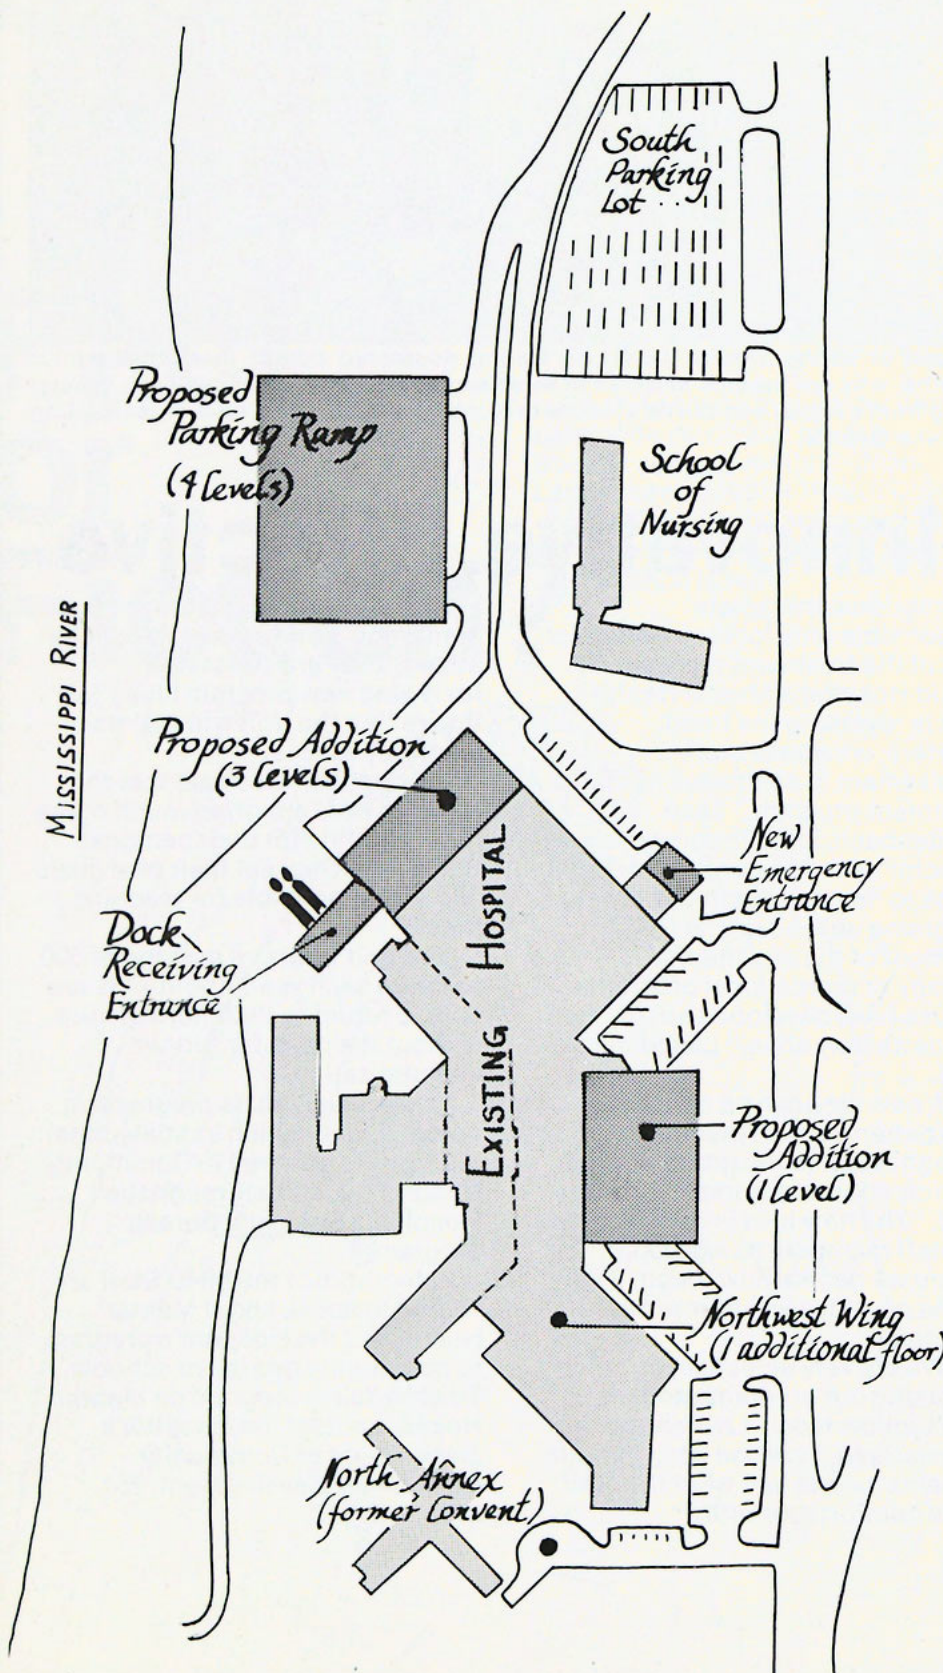 South
Parking
Lot
Proposed
Parking Ramp
(4 levels)
School
of
Nursing
MISSISSIPPI RIVER
Proposed Addition
(3 levels)
New
Emergency
Entrance
Dock
Receiving
Entrance
EXISTING HOSPITAL
Proposed
Addition
(1 level)
Northwest Wing
(1 additional floor)
North Annex
(former Convent)